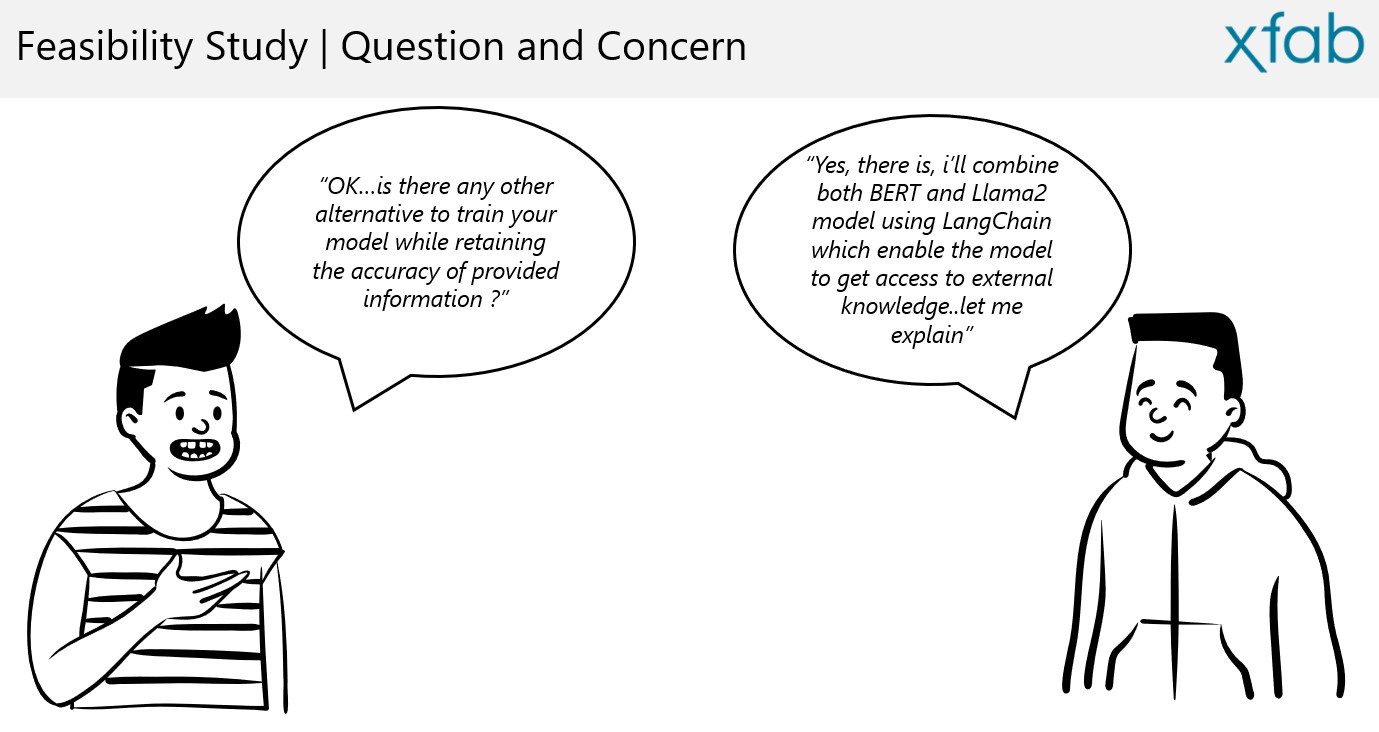 Feasibility Study | Question and Concern
xfab
“OK…is there any other
alternative to train your
model while retaining
the accuracy of provided
information ?”
“Yes, there is, i’ll combine
both BERT and Llama2
model using LangChain
which enable the model
to get access to external
knowledge..let me
explain”